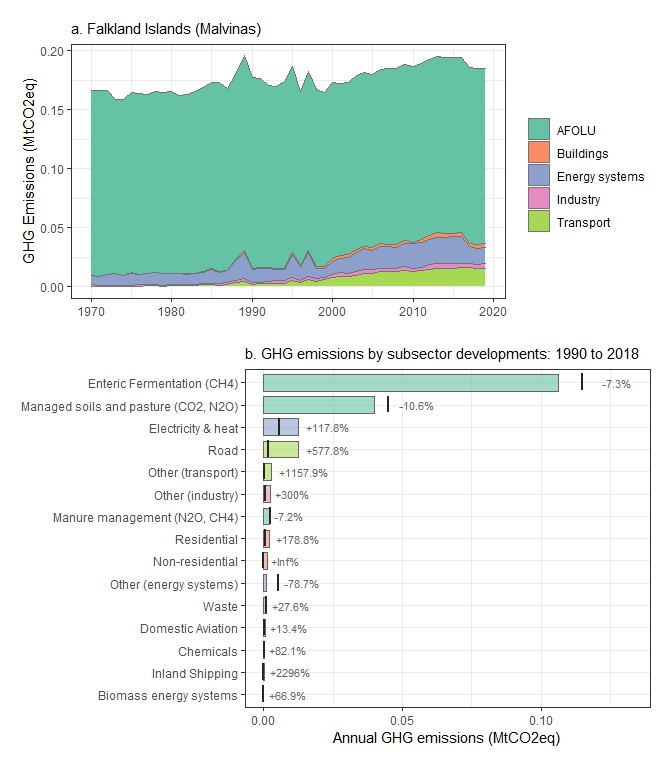 a. Falkland Islands (Malvinas)
GHG Emissions (MtCO2eq)
0.20
0.15
0.10
0.05
0.00
1970
1980
1990
2000
2010
2020
AFOLU
Buildings
Energy systems
Industry
Transport
b. GHG emissions by subsector developments: 1990 to 2018
Enteric Fermentation (CH4)
-7.3%
Managed soils and pasture (CO2, N2O)
-10.6%
Electricity & heat
+117.8%
Road
+577.8%
Other (transport)
+1157.9%
Other (industry)
+300%
Manure management (N2O, CH4)
-7.2%
Residential
+178.8%
Non-residential
+Inf%
Other (energy systems)
-78.7%
Waste
+27.6%
Domestic Aviation
+13.4%
Chemicals
+82.1%
Inland Shipping
+2296%
Biomass energy systems
+66.9%
0.00
0.05
0.10
Annual GHG emissions (MtCO2eq)